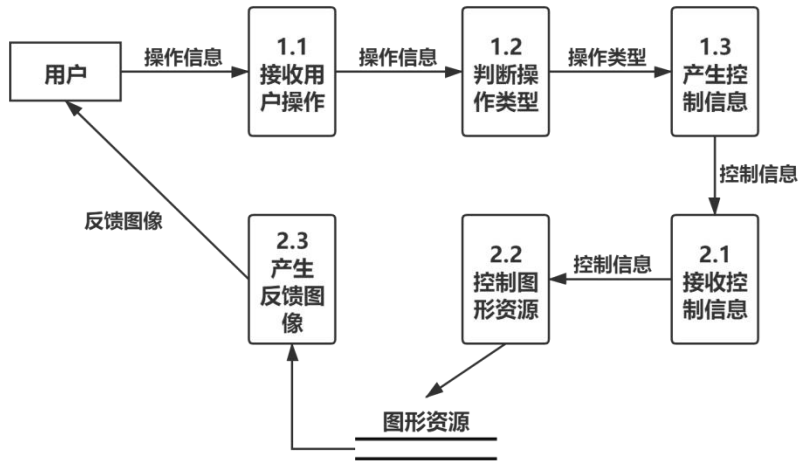 用户
操作信息
1.1
接收用
户操作
操作信息
1.2
判断操
作类型
操作类型
1.3
产生控
制信息
控制信息
2.1
接收控
制信息
控制信息
2.2
控制图
形资源
图形资源
2.3
产生
反馈图
像
反馈图像